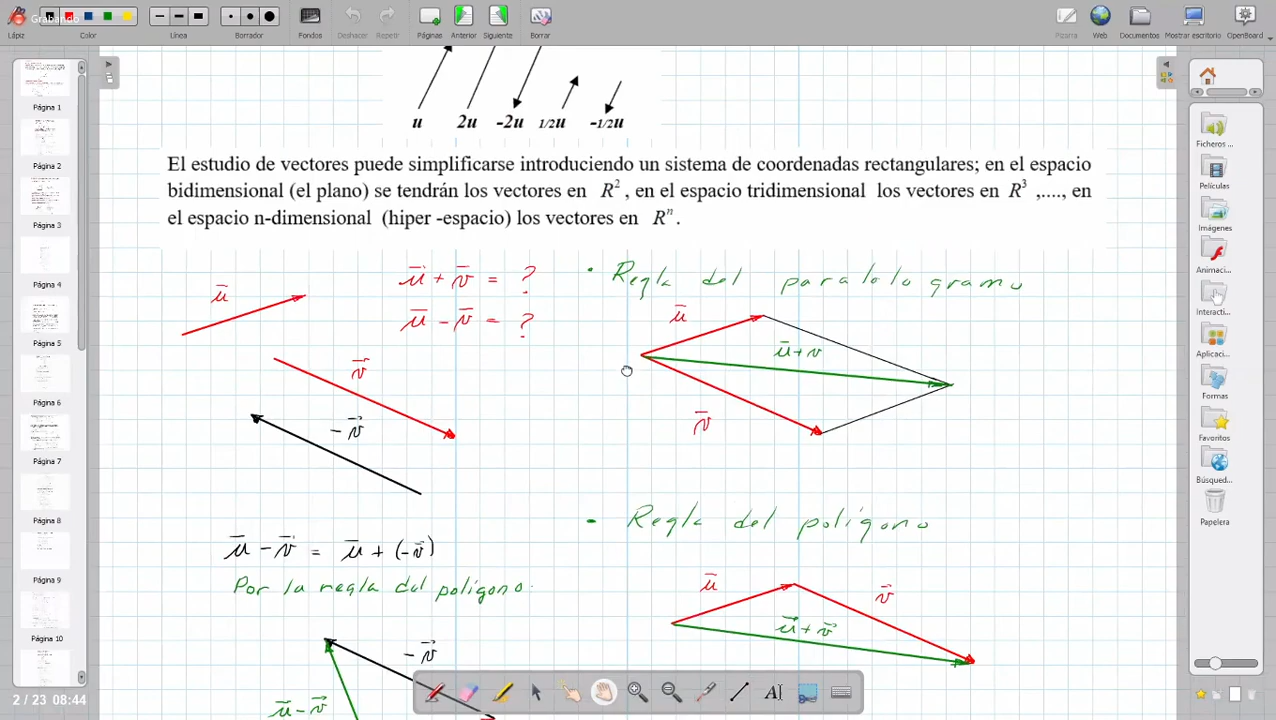 Grabando
Lápiz
Color
Línea
Borrador
Fondos
Deshacer
Repetir
Páginas
Anterior
Siguiente
Borrar
Pizarra
Web
Documentos
Mostrar escritorio
OpenBoard
Página 1
Página 2
Página 3
Página 4
Página 5
Página 6
Página 7
Página 8
Página 9
Página 10
2 / 23 08:44
u 2u -2u 1/2u -1/2u
El estudio de vectores puede simplificarse introduciendo un sistema de coordenadas rectangulares; en el espacio
bidimensional (el plano) se tendrán los vectores en R², en el espacio tridimensional los vectores en R³ ,...., en
el espacio n-dimensional (hiper -espacio) los vectores en Rⁿ.
ū
ū + v̄ = ?
ū - v̄ = ?
v̄
- v⃗
ū - v̄ = ū + (-v̄)
Por la regla del polígono.
- v⃗
u⃗ - v⃗
• Regla del paralologramo
ū
ū + v̄
v̄
• Regla del polígono
ū
v⃗
u⃗ + v⃗
Ficheros ...
Películas
Imágenes
Animaci...
Interacti...
Aplicaci...
Formas
Favoritos
Búsqued...
Papelera